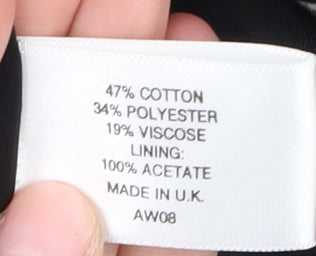 47% COTTON
34% POLYESTER
19% VISCOSE
LINING:
100% ACETATE
MADE IN U.K.
AW08